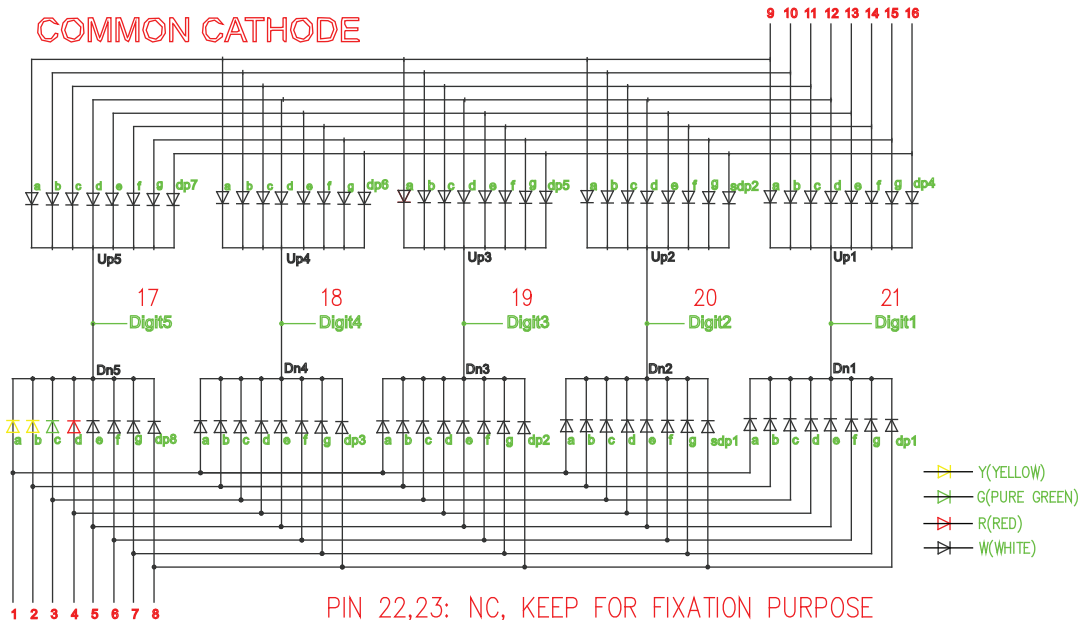 COMMON CATHODE
9 10 11 12 13 14 15 16
a b c d e f g dp7 a b c d e f g dp6 a b c d e f g dp5 a b c d e f g sdp2 a b c d e f g dp4
Up5 Up4 Up3 Up2 Up1
17 18 19 20 21
Digit5 Digit4 Digit3 Digit2 Digit1
Dn5 Dn4 Dn3 Dn2 Dn1
a b c d e f g dp8 a b c d e f g dp3 a b c d e f g dp2 a b c d e f g sdp1 a b c d e f g dp1
Y(YELLOW)
G(PURE GREEN)
R(RED)
W(WHITE)
1 2 3 4 5 6 7 8
PIN 22,23: NC, KEEP FOR FIXATION PURPOSE